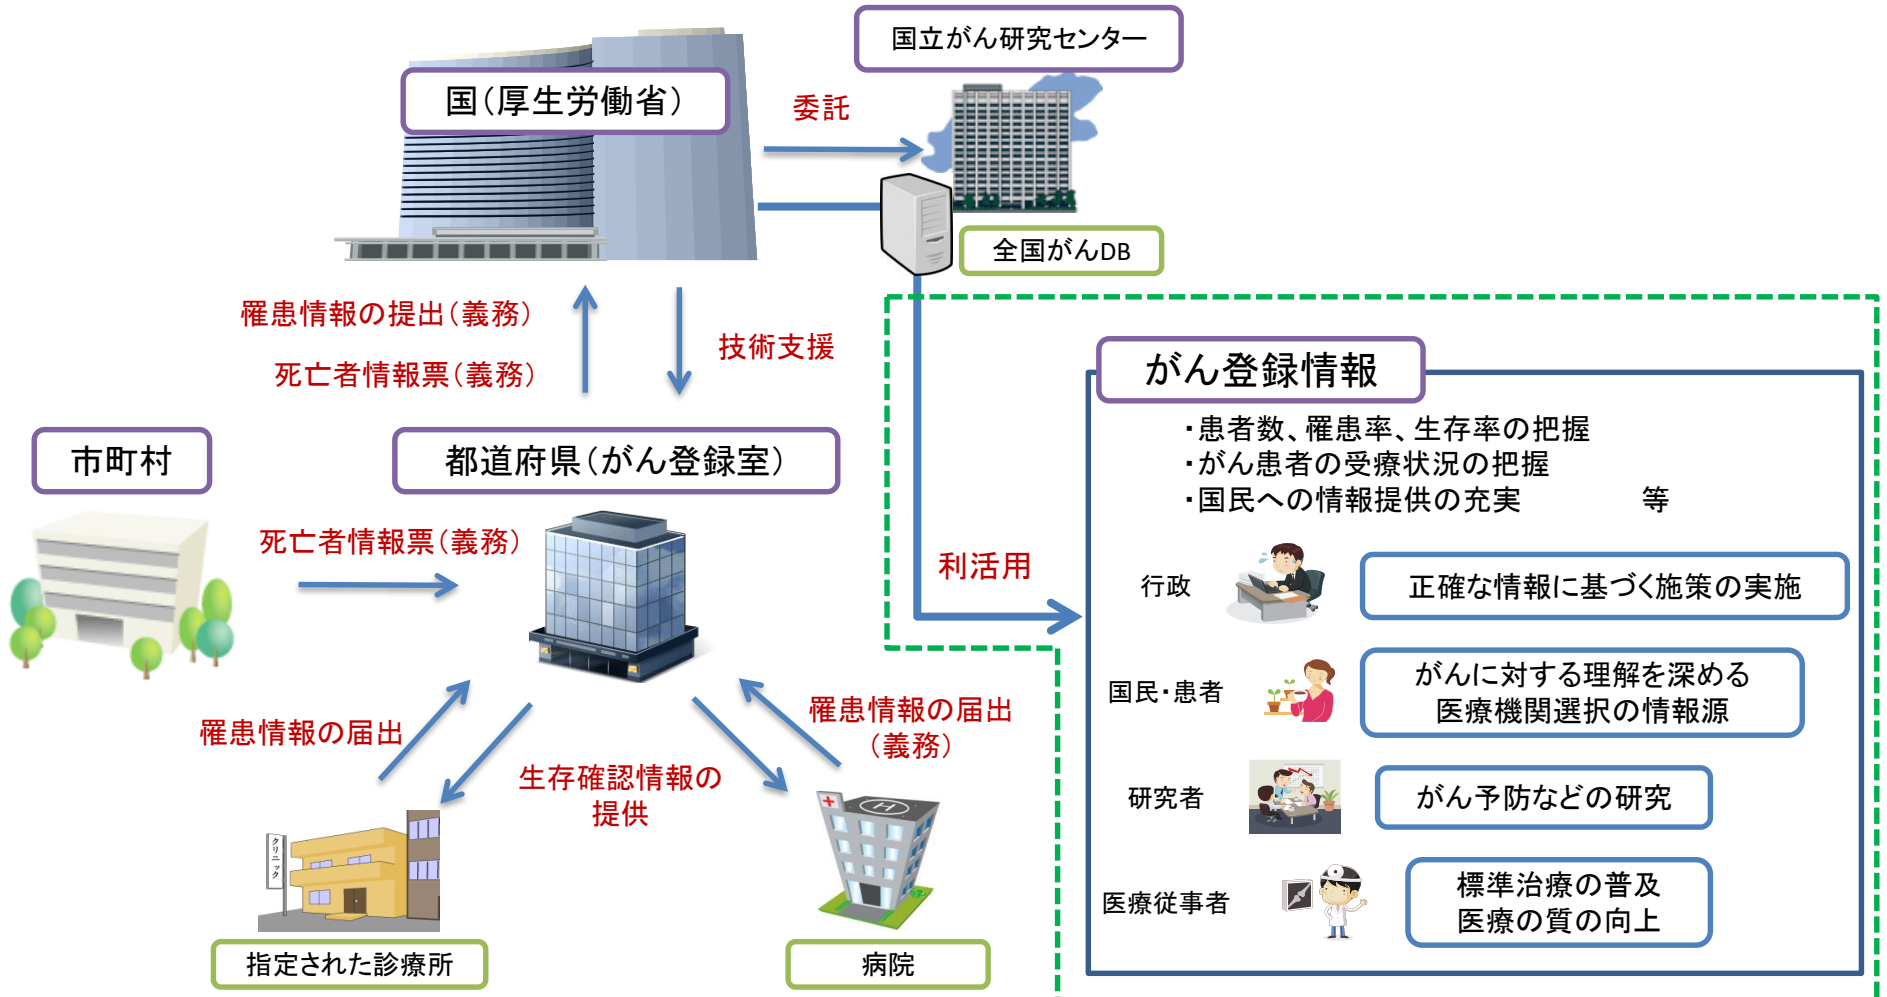 国立がん研究センター
国（厚生労働省）
委託
全国がんDB
罹患情報の提出（義務）
死亡者情報票（義務）
技術支援
市町村
都道府県（がん登録室）
死亡者情報票（義務）
罹患情報の届出
生存確認情報の
提供
罹患情報の届出
（義務）
クリニック
指定された診療所
病院
利活用
がん登録情報
・患者数、罹患率、生存率の把握
・がん患者の受療状況の把握
・国民への情報提供の充実　　　　等
行政
正確な情報に基づく施策の実施
国民・患者
がんに対する理解を深める
医療機関選択の情報源
研究者
がん予防などの研究
医療従事者
標準治療の普及
医療の質の向上
H